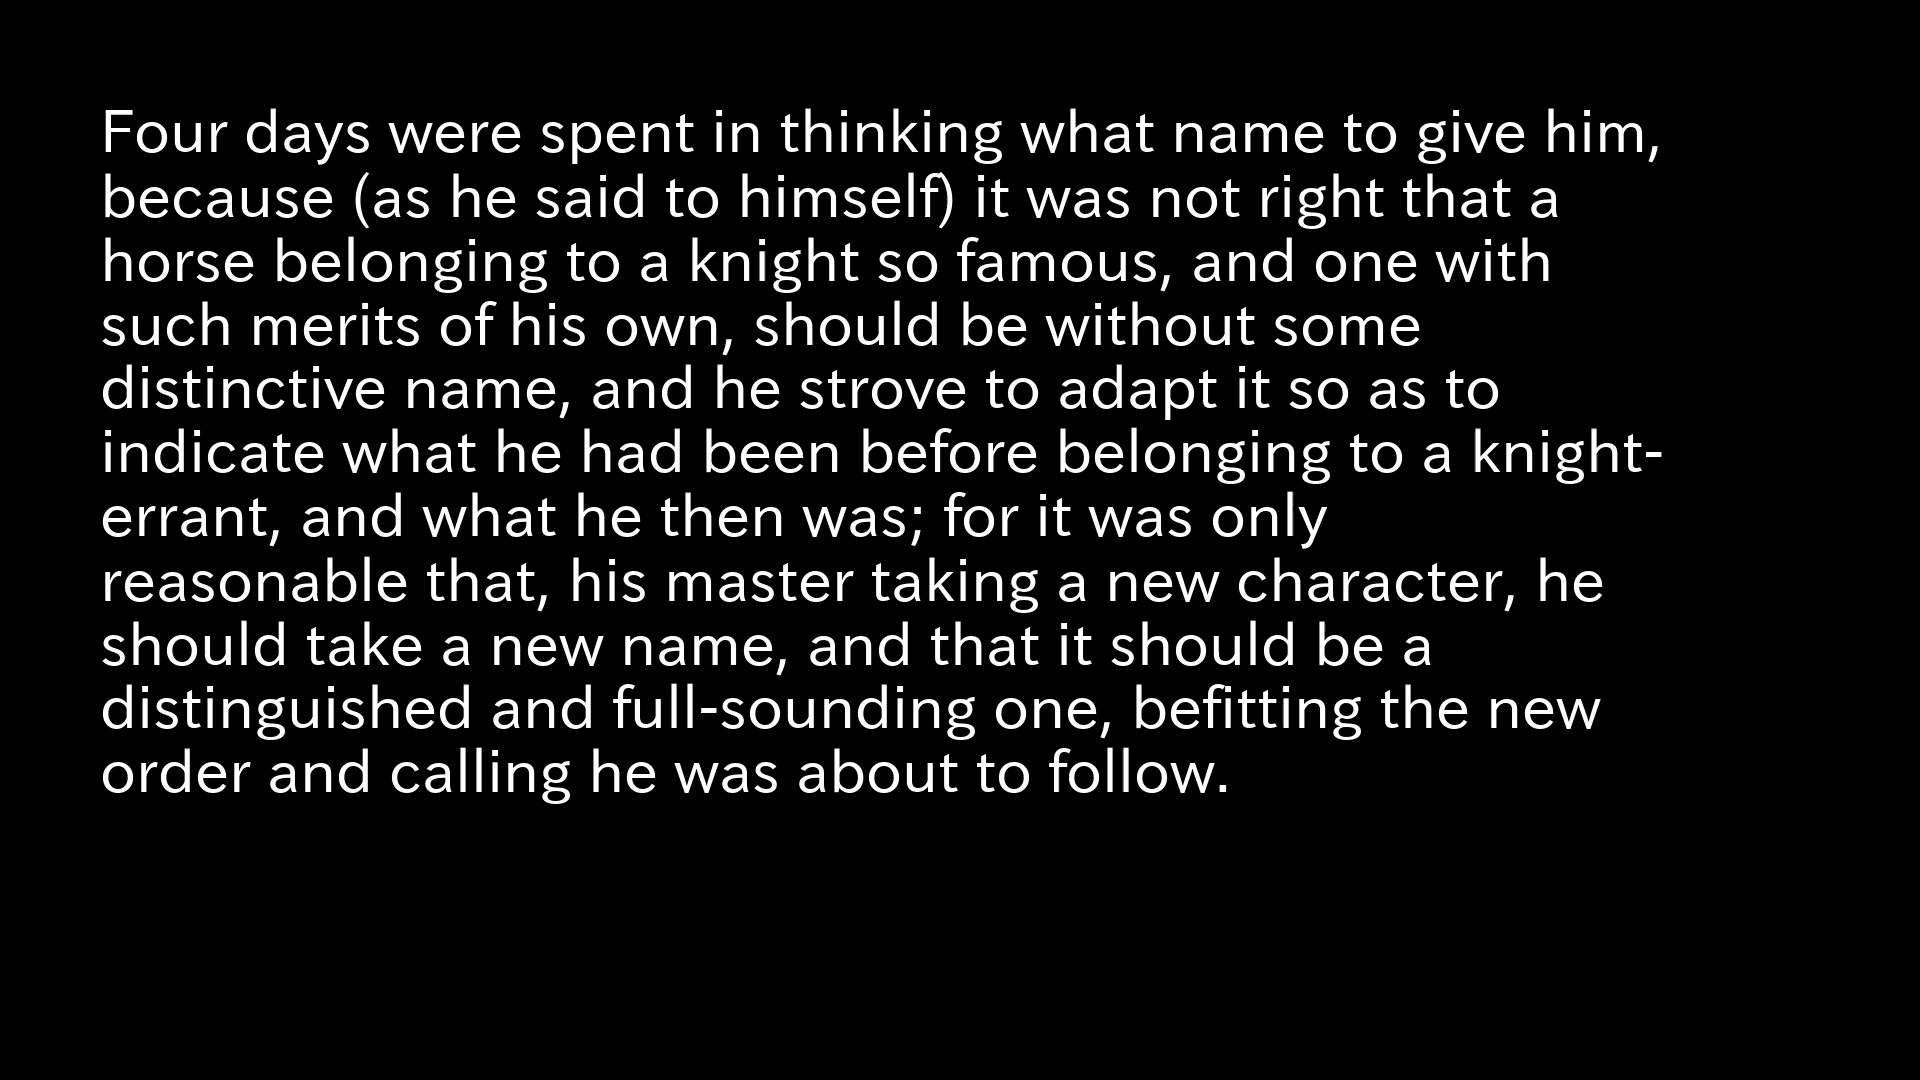 Four days were spent in thinking what name to give him,
because (as he said to himself) it was not right that a
horse belonging to a knight so famous, and one with
such merits of his own, should be without some
distinctive name, and he strove to adapt it so as to
indicate what he had been before belonging to a knight-
errant, and what he then was; for it was only
reasonable that, his master taking a new character, he
should take a new name, and that it should be a
distinguished and full-sounding one, befitting the new
order and calling he was about to follow.